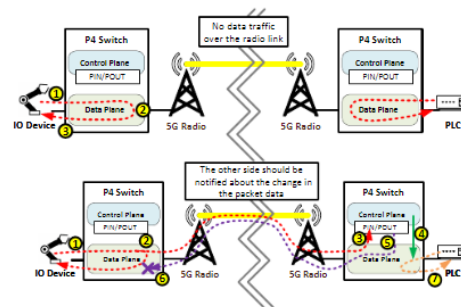 No data traffic
over the radio link
P4 Switch
Control Plane
PIN/POUT
Data Plane
1
2
3
IO Device
5G Radio
5G Radio
P4 Switch
Control Plane
PIN/POUT
Data Plane
PLC
The other side should be
notified about the change in
the packet data
P4 Switch
Control Plane
PIN/POUT
Data Plane
1
2
6
IO Device
5G Radio
5G Radio
P4 Switch
Control Plane
PIN/POUT
Data Plane
3
4
5
7
PLC